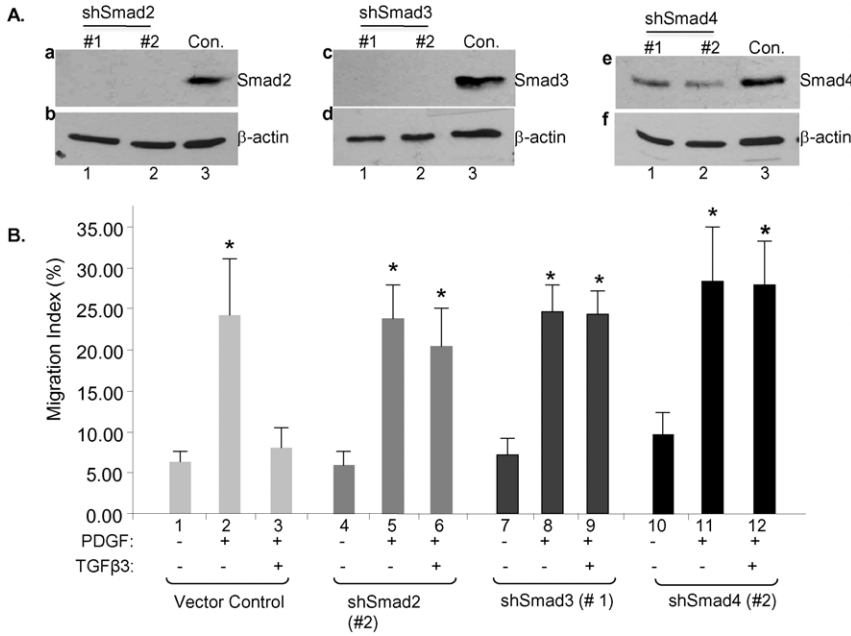 A.
shSmad2
#1 #2 Con.
a
Smad2
b
β-actin
1 2 3
shSmad3
#1 #2 Con.
c
Smad3
d
β-actin
1 2 3
shSmad4
#1 #2 Con.
e
Smad4
f
β-actin
1 2 3
B.
Migration Index (%)
35.00
30.00
25.00
20.00
15.00
10.00
5.00
0.00
* * * * * * *
1 2 3 4 5 6 7 8 9 10 11 12
PDGF: - + + - + + - + + - + +
TGFβ3: - - + - - + - - + - - +
Vector Control
shSmad2
(#2)
shSmad3 (# 1)
shSmad4 (#2)